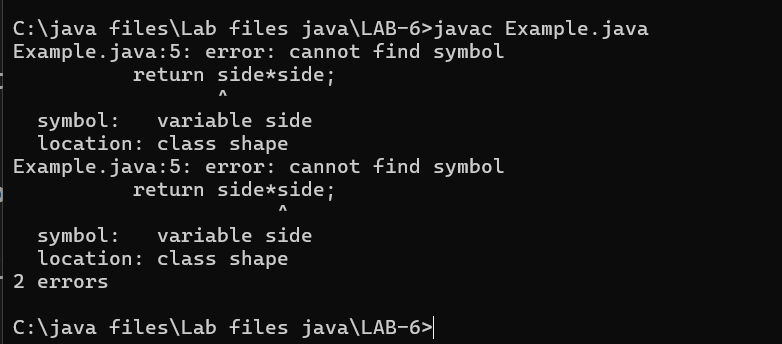 C:\java files\Lab files java\LAB-6>javac Example.java
Example.java:5: error: cannot find symbol
          return side*side;
                 ^
  symbol:   variable side
  location: class shape
Example.java:5: error: cannot find symbol
          return side*side;
                      ^
  symbol:   variable side
  location: class shape
2 errors
C:\java files\Lab files java\LAB-6>